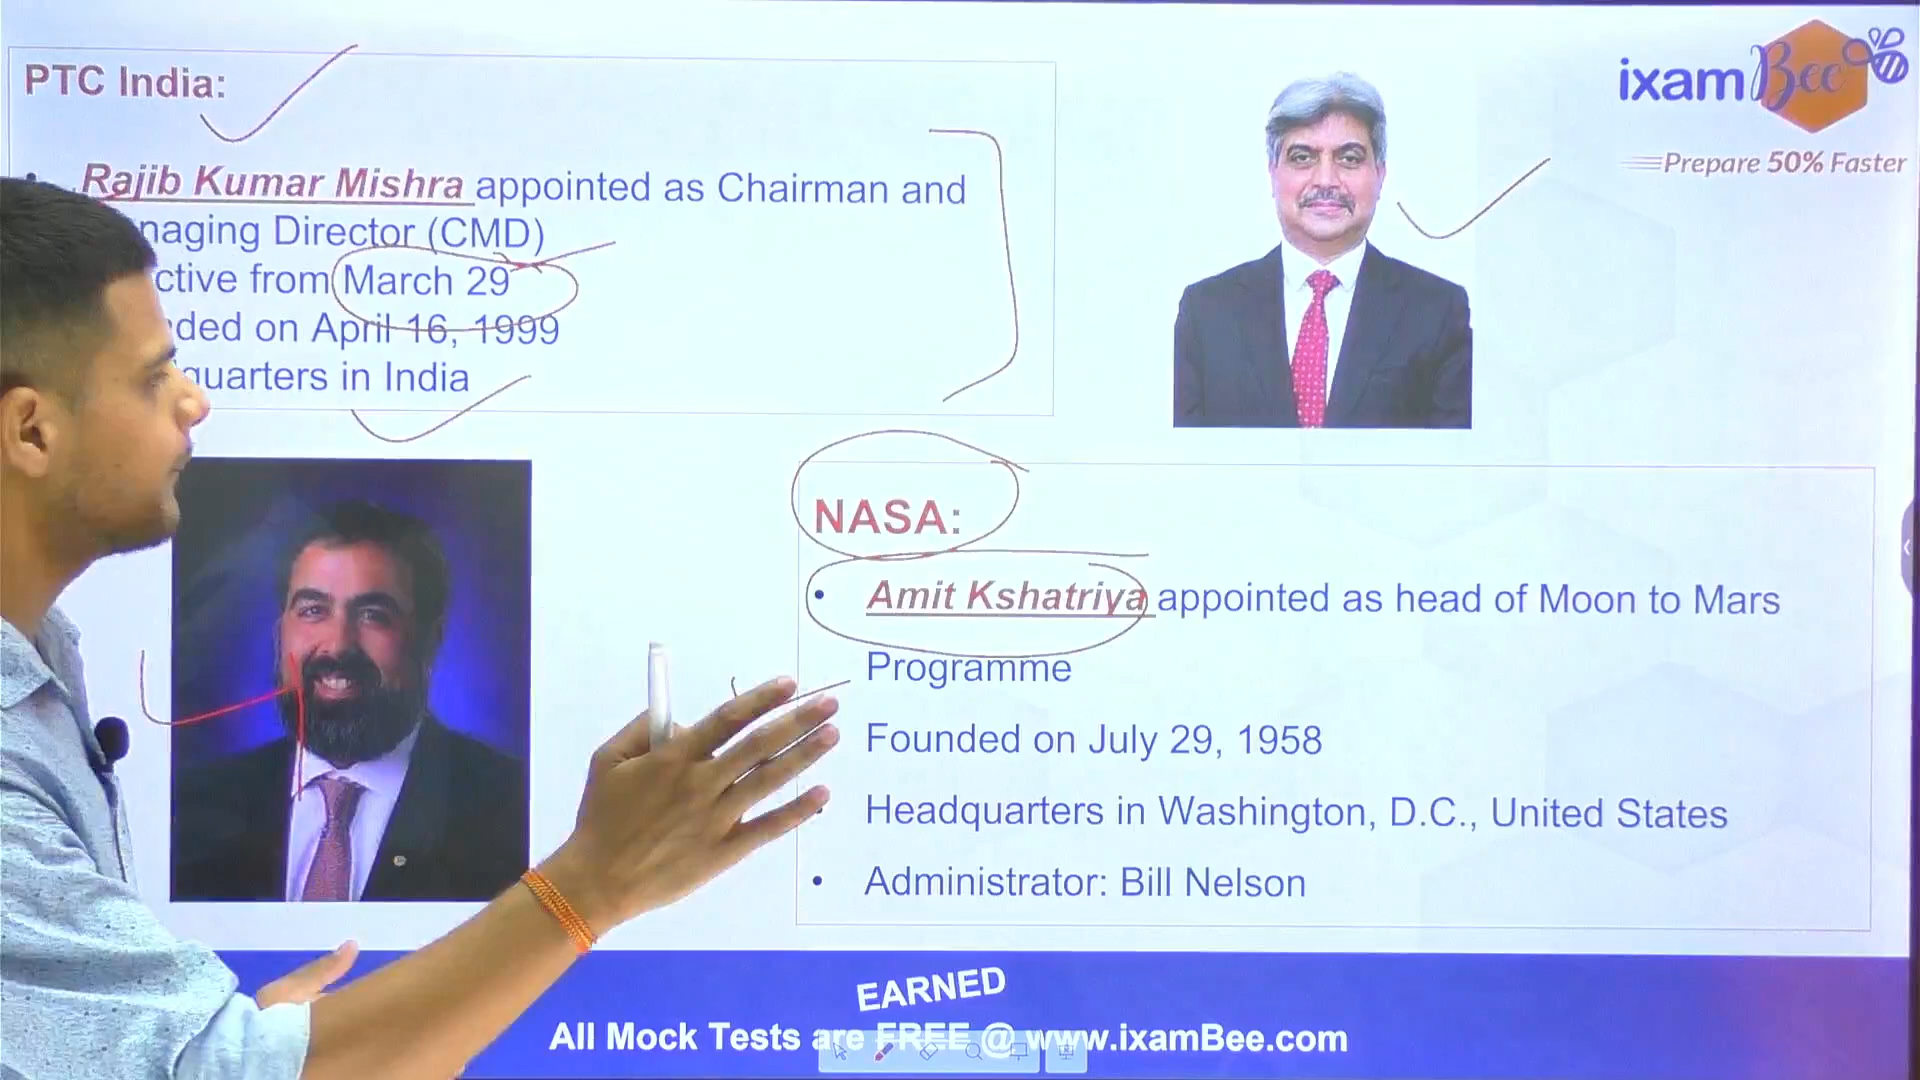 PTC India:
ixamBee
Prepare 50% Faster
Rajib Kumar Mishra appointed as Chairman and
naging Director (CMD)
ctive from March 29
ded on April 16, 1999
quarters in India
NASA:
• Amit Kshatriya appointed as head of Moon to Mars
Programme
Founded on July 29, 1958
Headquarters in Washington, D.C., United States
• Administrator: Bill Nelson
EARNED
All Mock Tests are FREE @ www.ixamBee.com